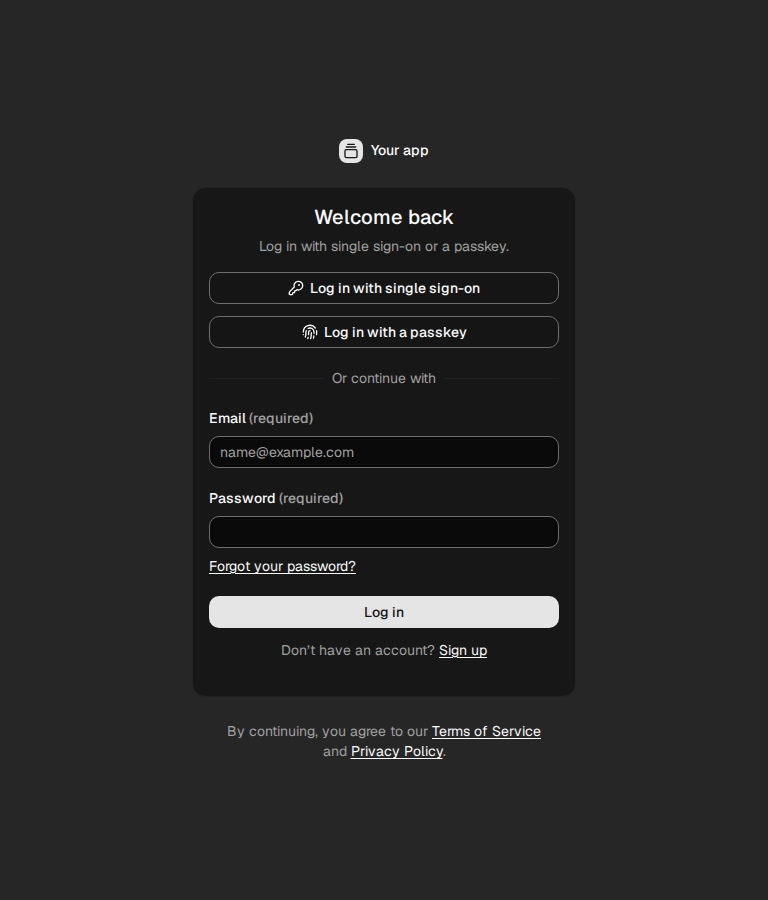 Your app
Welcome back
Log in with single sign-on or a passkey.
Log in with single sign-on
Log in with a passkey
Or continue with
Email (required)
name@example.com
Password (required)
Forgot your password?
Log in
Don't have an account? Sign up
By continuing, you agree to our Terms of Service
and Privacy Policy.